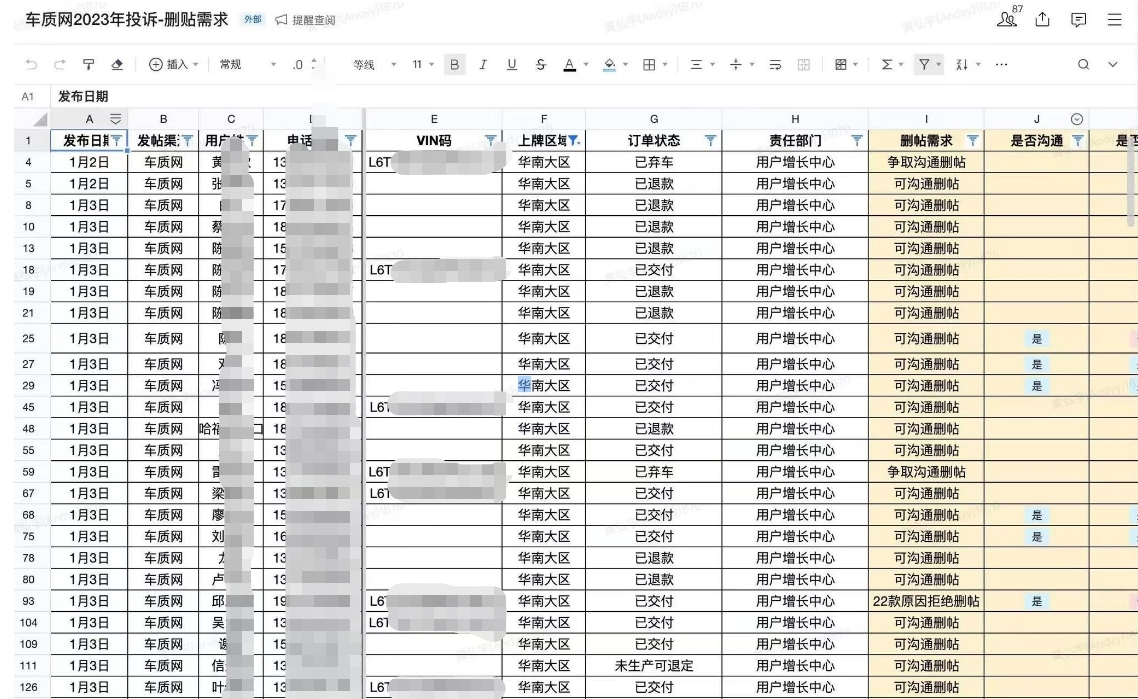 车质网2023年投诉-删贴需求 外部 提醒查阅 87
插入 常规 .0 等线 11 B I U S A
A1 发布日期
A B C E F G H I J
1 发布日期 发帖渠 用户姓 电话 VIN码 上牌区域 订单状态 责任部门 删帖需求 是否沟通
4 1月2日 车质网 黄 13 L6T 华南大区 已弃车 用户增长中心 争取沟通删帖
5 1月2日 车质网 张 13 华南大区 已退款 用户增长中心 可沟通删帖
8 1月3日 车质网 17 华南大区 已退款 用户增长中心 可沟通删帖
10 1月3日 车质网 蔡 18 华南大区 已退款 用户增长中心 可沟通删帖
13 1月3日 车质网 陈 15 华南大区 已退款 用户增长中心 可沟通删帖
18 1月3日 车质网 陈 17 L6T 华南大区 已交付 用户增长中心 可沟通删帖
19 1月3日 车质网 陈 18 华南大区 已退款 用户增长中心 可沟通删帖
21 1月3日 车质网 陈 18 华南大区 已退款 用户增长中心 可沟通删帖
25 1月3日 车质网 18 华南大区 已交付 用户增长中心 可沟通删帖 是
27 1月3日 车质网 18 华南大区 已交付 用户增长中心 可沟通删帖 是
29 1月3日 车质网 冯 15 华南大区 已交付 用户增长中心 可沟通删帖 是
45 1月3日 车质网 18 L6T 华南大区 已交付 用户增长中心 可沟通删帖
48 1月3日 车质网 哈福 口 18 华南大区 已退款 用户增长中心 可沟通删帖
55 1月3日 车质网 13 华南大区 已交付 用户增长中心 可沟通删帖
59 1月3日 车质网 雷 13 L6T 华南大区 已弃车 用户增长中心 争取沟通删帖
67 1月3日 车质网 梁 13 L6T 华南大区 已交付 用户增长中心 可沟通删帖
68 1月3日 车质网 廖 15 华南大区 已交付 用户增长中心 可沟通删帖 是
75 1月3日 车质网 刘 16 华南大区 已交付 用户增长中心 可沟通删帖 是
78 1月3日 车质网 13 华南大区 已退款 用户增长中心 可沟通删帖
80 1月3日 车质网 卢 13 华南大区 已退款 用户增长中心 可沟通删帖
93 1月3日 车质网 邱 19 L6T 华南大区 已交付 用户增长中心 22款原因拒绝删帖 是
104 1月3日 车质网 吴 13 L6T 华南大区 已交付 用户增长中心 可沟通删帖
109 1月3日 车质网 谢 15 华南大区 已交付 用户增长中心 可沟通删帖
111 1月3日 车质网 信 13 华南大区 未生产可退定 用户增长中心 可沟通删帖
126 1月3日 车质网 叶 13 L6T 华南大区 已交付 用户增长中心 可沟通删帖